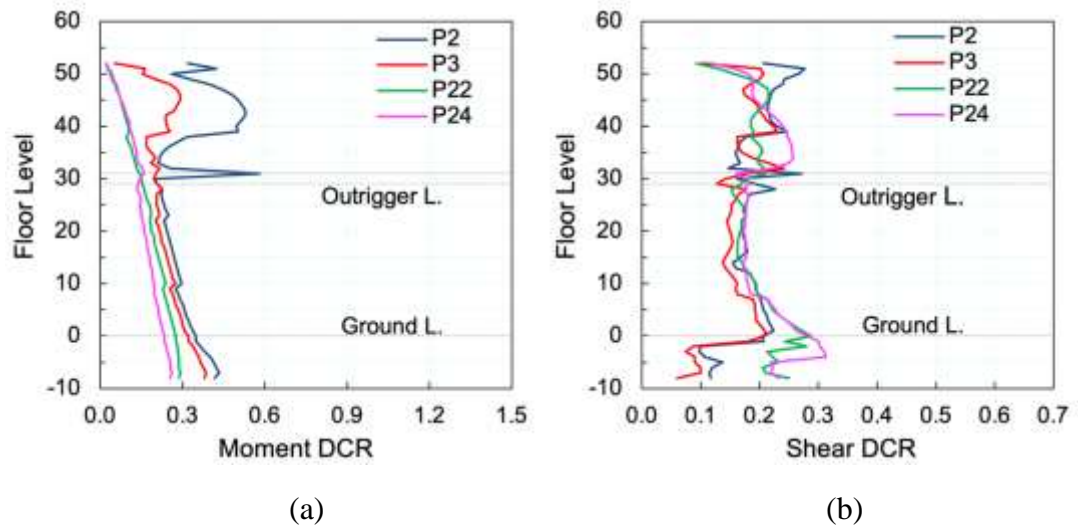 60
50
40
30
20
10
0
-10
Floor Level
P2
P3
P22
P24
Outrigger L.
Ground L.
0.0 0.3 0.6 0.9 1.2 1.5
Moment DCR
(a)
60
50
40
30
20
10
0
-10
Floor Level
P2
P3
P22
P24
Outrigger L.
Ground L.
0.0 0.1 0.2 0.3 0.4 0.5 0.6 0.7
Shear DCR
(b)